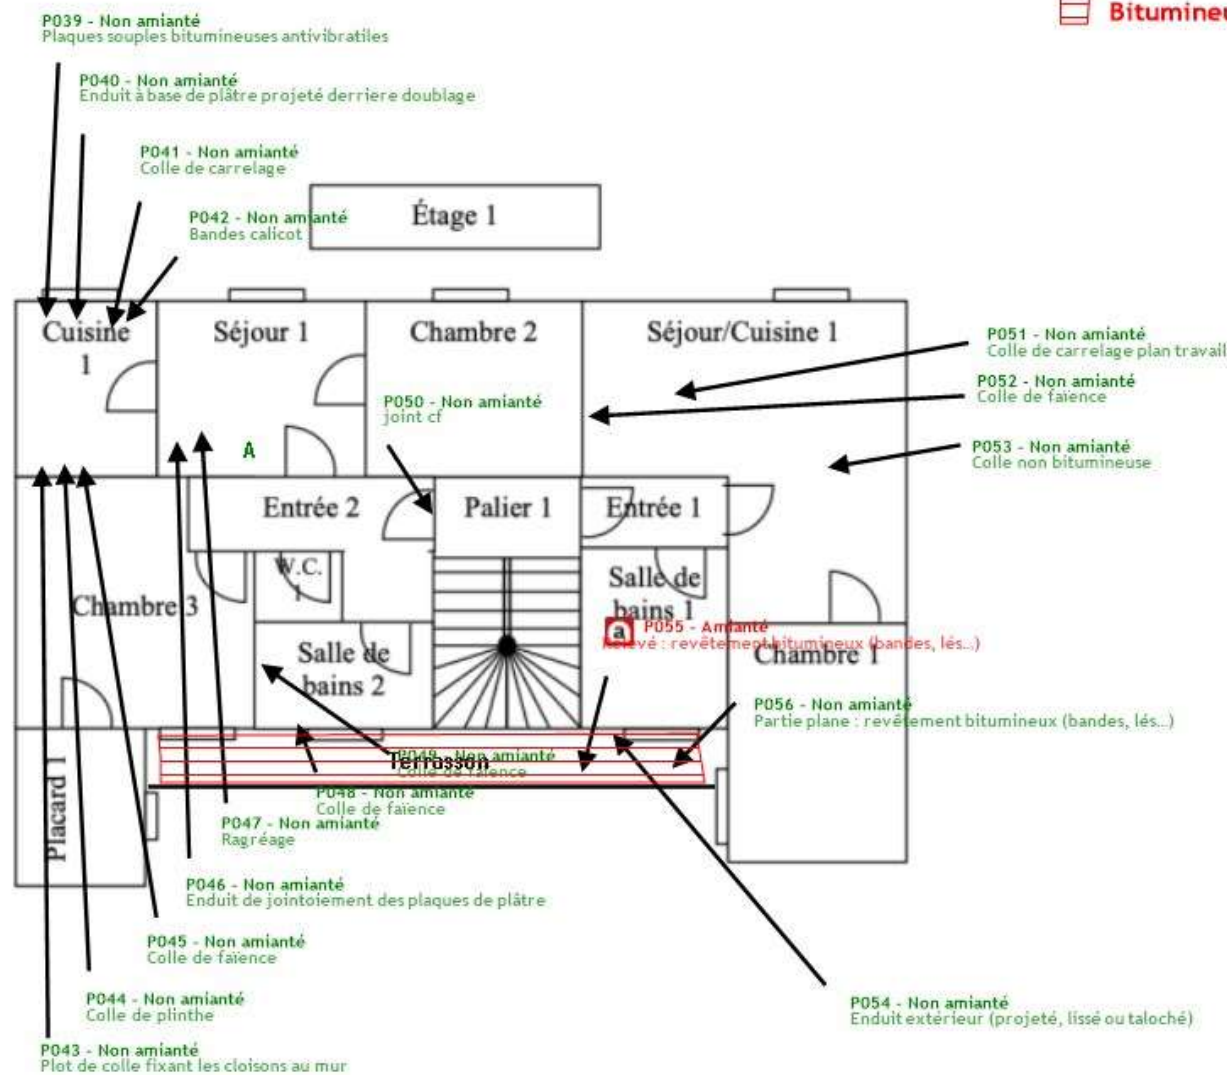 P039 - Non amianté
Plaques souples bitumineuses antivibratiles
P040 - Non amianté
Enduit à base de plâtre projeté derriere doublage
P041 - Non amianté
Colle de carrelage
P042 - Non amianté
Bandes calicot
Étage 1
Cuisine
1
Séjour 1
Chambre 2
Séjour/Cuisine 1
P051 - Non amianté
Colle de carrelage plan travail
P052 - Non amianté
Colle de faïence
P050 - Non amianté
joint cf
A
P053 - Non amianté
Colle non bitumineuse
Entrée 2
Palier 1
Entrée 1
W.C.
1
Chambre 3
Salle de
bains 1
a
P055 - Amianté
Relevé : revêtement bitumineux (bandes, lés...)
Chambre 1
Salle de
bains 2
P056 - Non amianté
Partie plane : revêtement bitumineux (bandes, lés...)
P049 - Non amianté
Colle de faïence
Terrasson
P048 - Non amianté
Colle de faïence
Placard 1
P047 - Non amianté
Ragréage
P046 - Non amianté
Enduit de jointoiement des plaques de plâtre
P045 - Non amianté
Colle de faïence
P044 - Non amianté
Colle de plinthe
P054 - Non amianté
Enduit extérieur (projeté, lissé ou taloché)
P043 - Non amianté
Plot de colle fixant les cloisons au mur